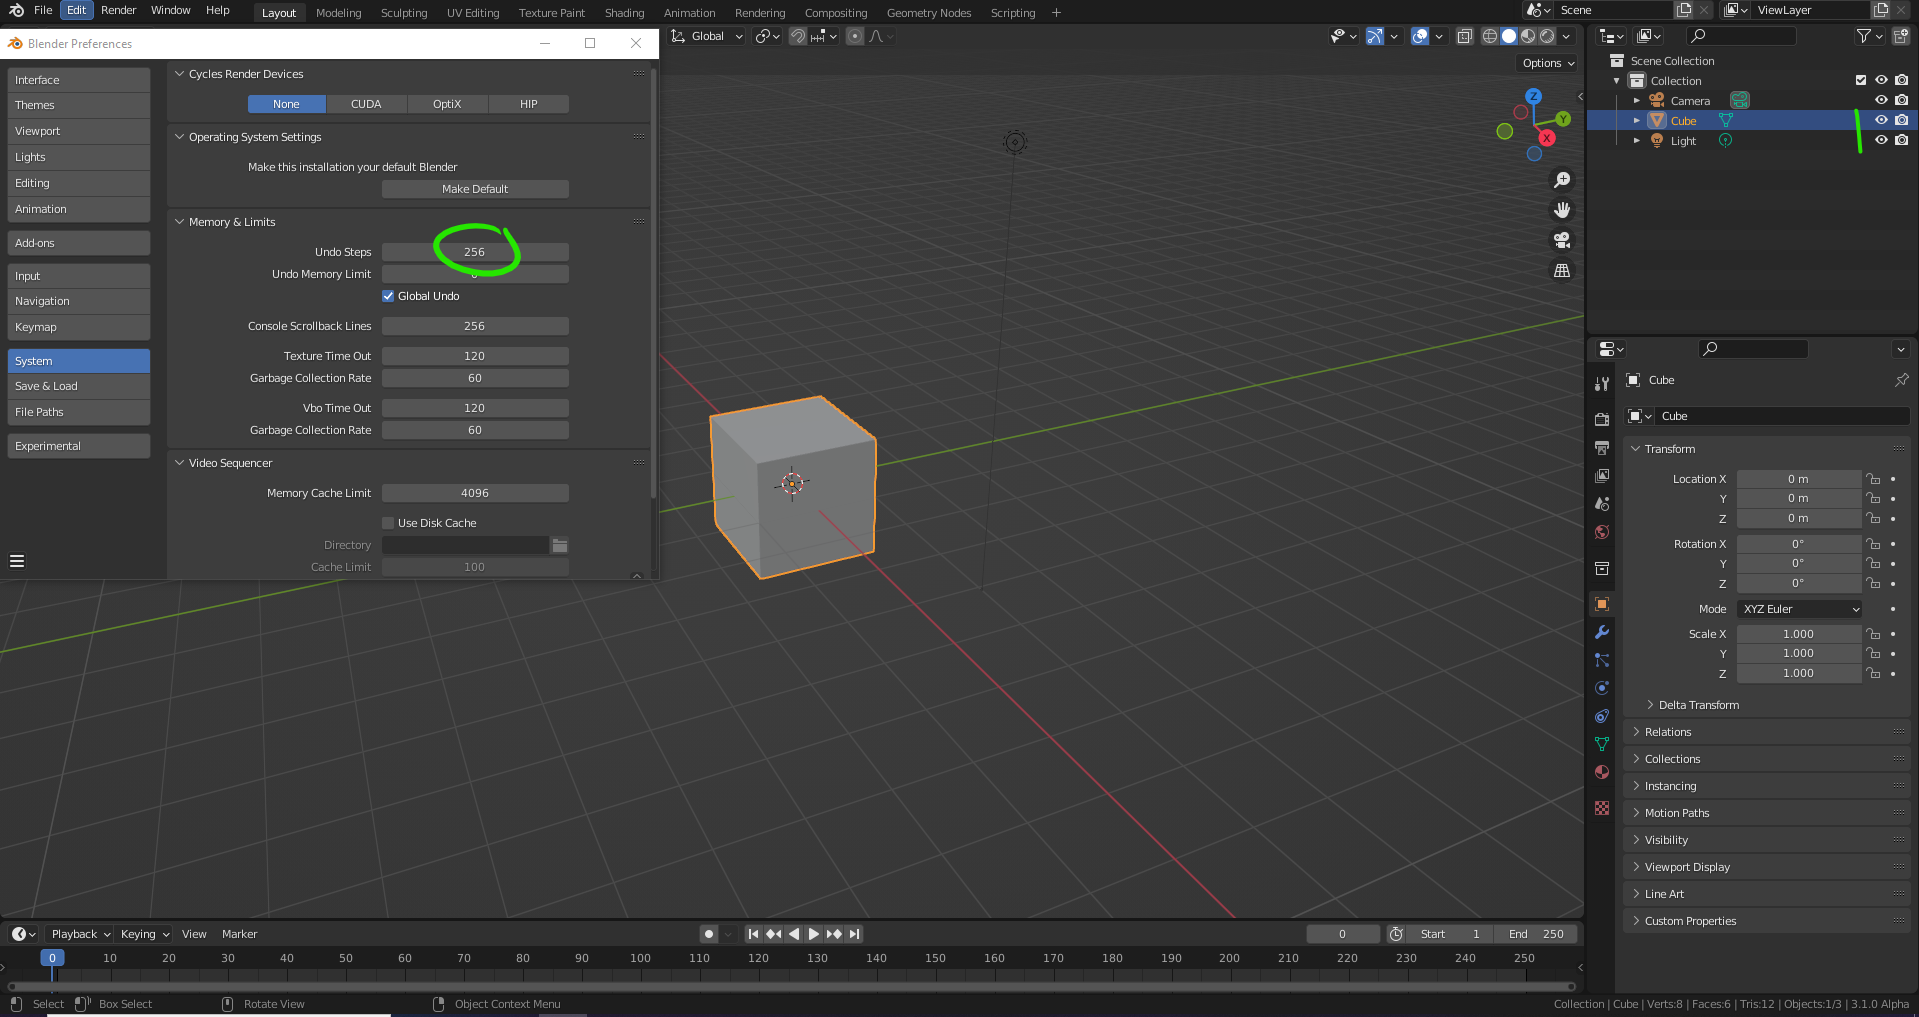 File Edit Render Window Help Layout Modeling Sculpting UV Editing Texture Paint Shading Animation Rendering Compositing Geometry Nodes Scripting + Scene ViewLayer
Blender Preferences
Global
Options
Interface
Themes
Viewport
Lights
Editing
Animation
Add-ons
Input
Navigation
Keymap
System
Save & Load
File Paths
Experimental
Cycles Render Devices
None CUDA OptiX HIP
Operating System Settings
Make this installation your default Blender
Make Default
Memory & Limits
Undo Steps 256
Undo Memory Limit
Global Undo
Console Scrollback Lines 256
Texture Time Out 120
Garbage Collection Rate 60
Vbo Time Out 120
Garbage Collection Rate 60
Video Sequencer
Memory Cache Limit 4096
Use Disk Cache
Directory
Cache Limit 100
Z
Y
X
Scene Collection
Collection
Camera
Cube
Light
Cube
Cube
Transform
Location X 0 m
Y 0 m
Z 0 m
Rotation X 0°
Y 0°
Z 0°
Mode XYZ Euler
Scale X 1.000
Y 1.000
Z 1.000
Delta Transform
Relations
Collections
Instancing
Motion Paths
Visibility
Viewport Display
Line Art
Custom Properties
Playback Keying View Marker 0 Start 1 End 250
0 10 20 30 40 50 60 70 80 90 100 110 120 130 140 150 160 170 180 190 200 210 220 230 240 250
Select Box Select Rotate View Object Context Menu Collection | Cube | Verts:8 | Faces:6 | Tris:12 | Objects:1/3 | 3.1.0 Alpha